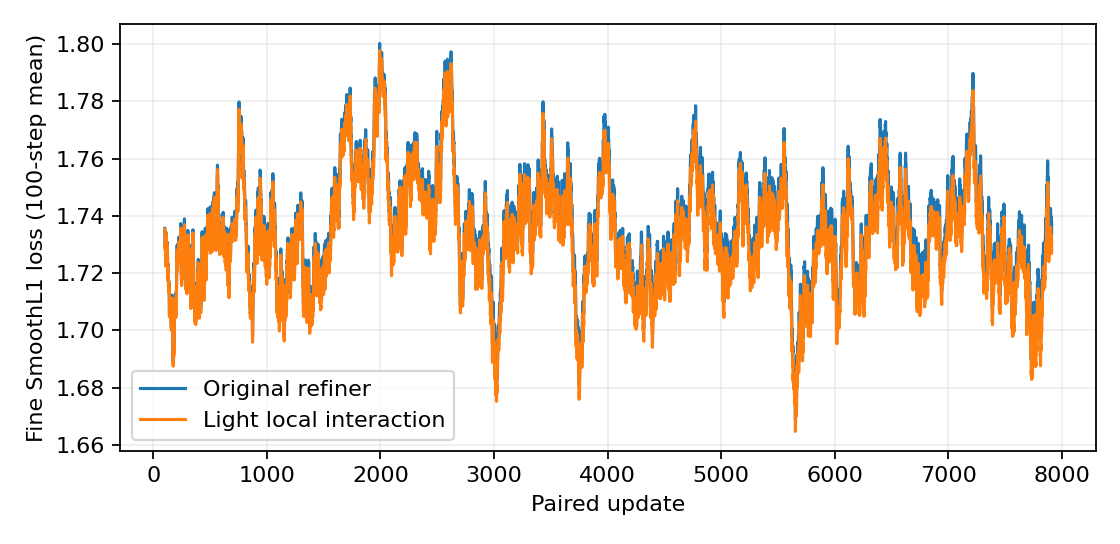 Fine SmoothL1 loss (100-step mean)
1.80
1.78
1.76
1.74
1.72
1.70
1.68
1.66
Original refiner
Light local interaction
0 1000 2000 3000 4000 5000 6000 7000 8000
Paired update